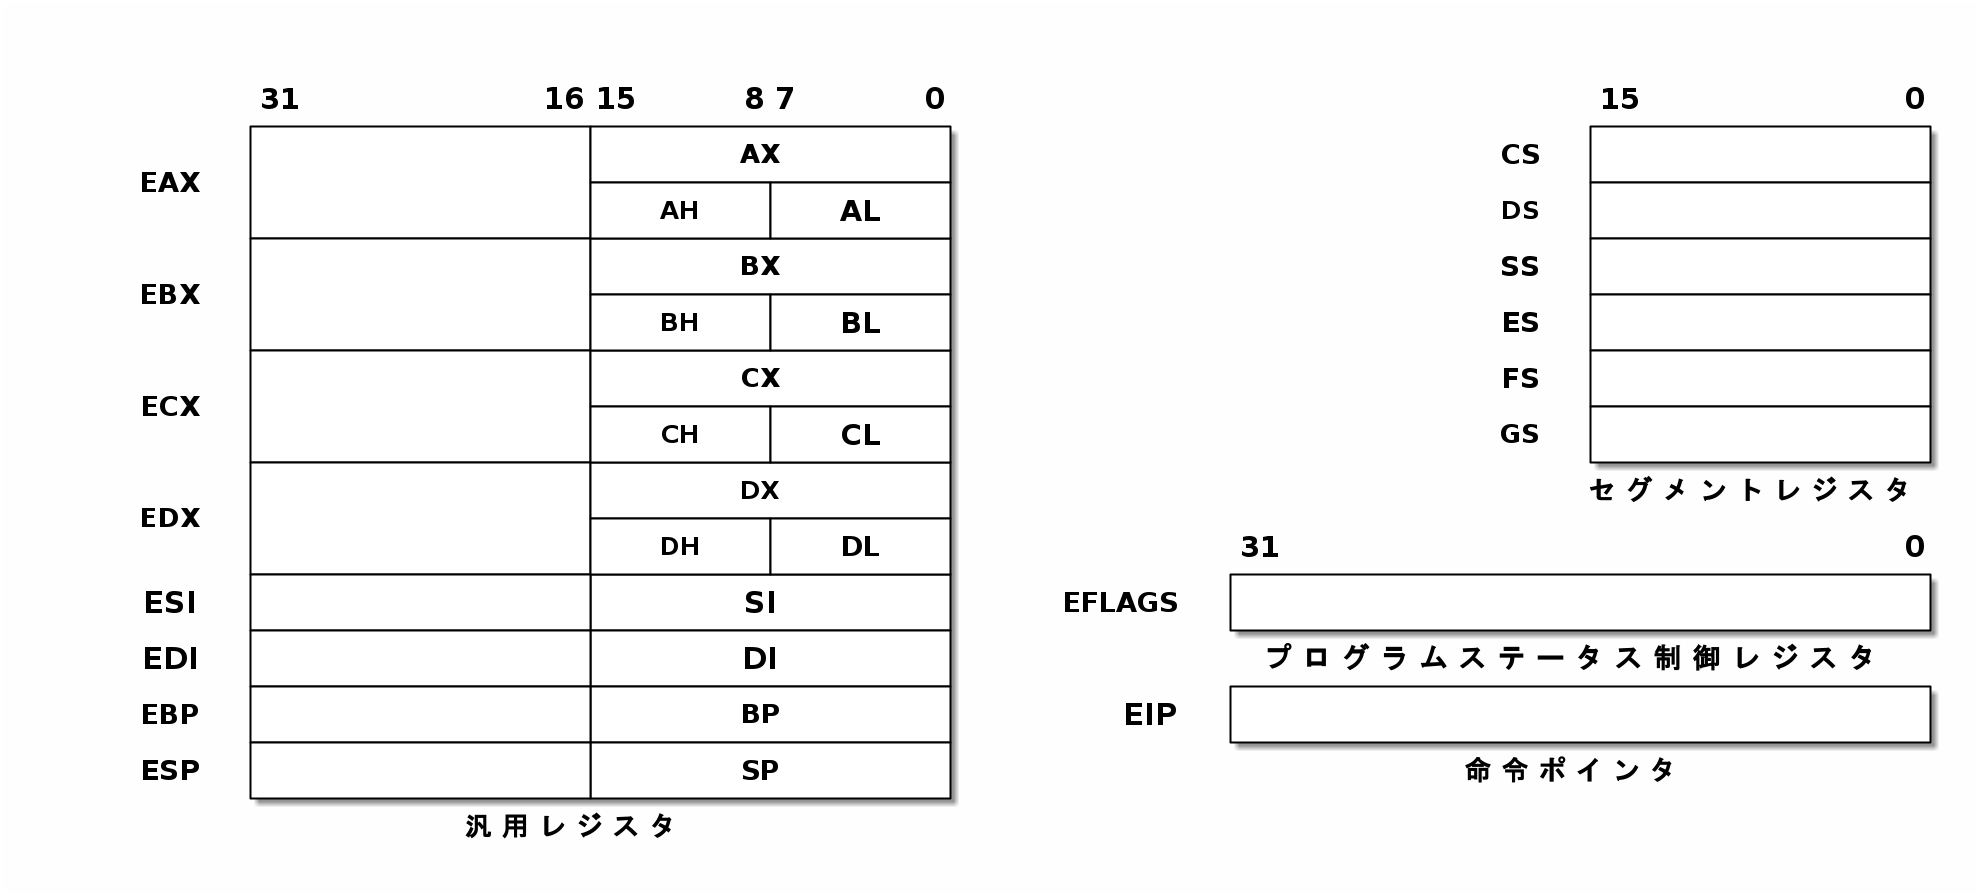 31 16 15 8 7 0
EAX
AX
AH AL
EBX
BX
BH BL
ECX
CX
CH CL
EDX
DX
DH DL
ESI SI
EDI DI
EBP BP
ESP SP
汎用レジスタ
15 0
CS
DS
SS
ES
FS
GS
セグメントレジスタ
31 0
EFLAGS
プログラムステータス制御レジスタ
EIP
命令ポインタ